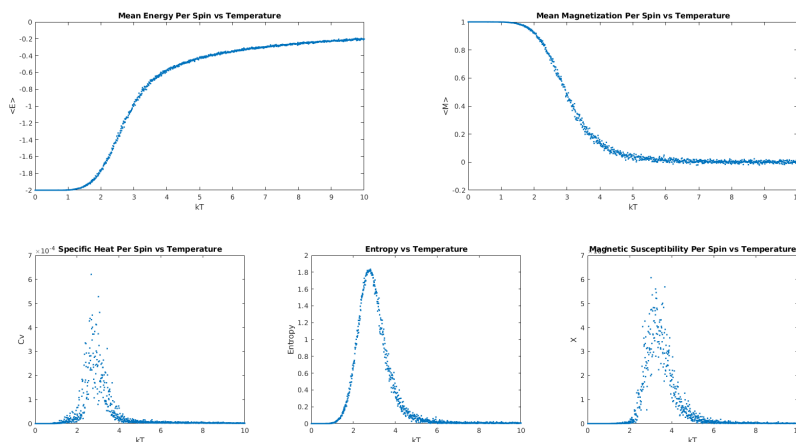 Mean Energy Per Spin vs Temperature
0
-0.2
-0.4
-0.6
-0.8
-1
-1.2
-1.4
-1.6
-1.8
-2
<E>
0 1 2 3 4 5 6 7 8 9 10
kT
Mean Magnetization Per Spin vs Temperature
1
0.8
0.6
0.4
0.2
0
-0.2
<M>
0 1 2 3 4 5 6 7 8 9 10
kT
×10⁻⁴ Specific Heat Per Spin vs Temperature
7
6
5
4
3
2
1
0
Cv
0 2 4 6 8 10
kT
Entropy vs Temperature
2
1.8
1.6
1.4
1.2
1
0.8
0.6
0.4
0.2
0
Entropy
0 2 4 6 8 10
kT
Magnetic Susceptibility Per Spin vs Temperature
7
6
5
4
3
2
1
0
X
0 2 4 6 8
kT